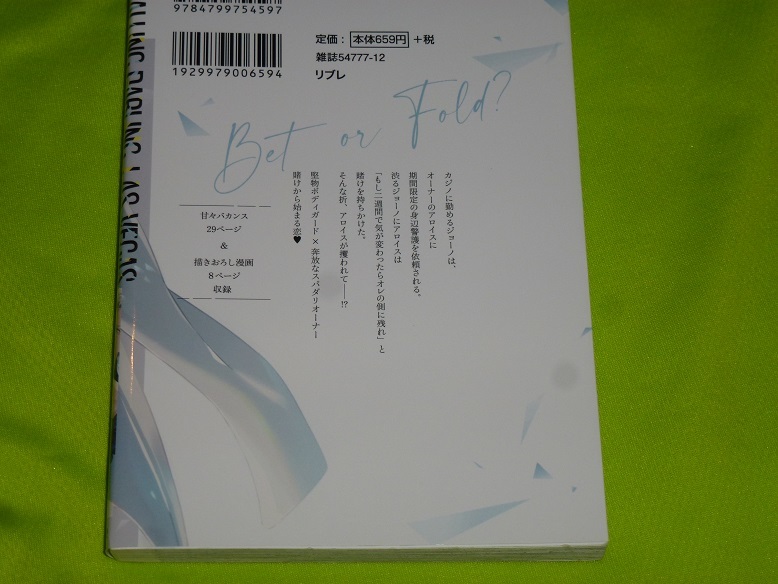 9784799754597
1929979006594
定価：本体659円＋税
雑誌54777-12
リブレ
Bet or Fold?
カジノに勤めるジョーノは、
オーナーのアロイスに
期間限定の身辺警護を依頼される。
渋るジョーノにアロイスは
「もし二週間で気が変わったらオレの側に残れ」と
賭けを持ちかけた。
そんな折、アロイスが攫われて——!?
堅物ボディガード×奔放なスパダリオーナー
賭けから始まる恋♥
甘々バカンス
29ページ
＆
描きおろし漫画
8ページ
収録